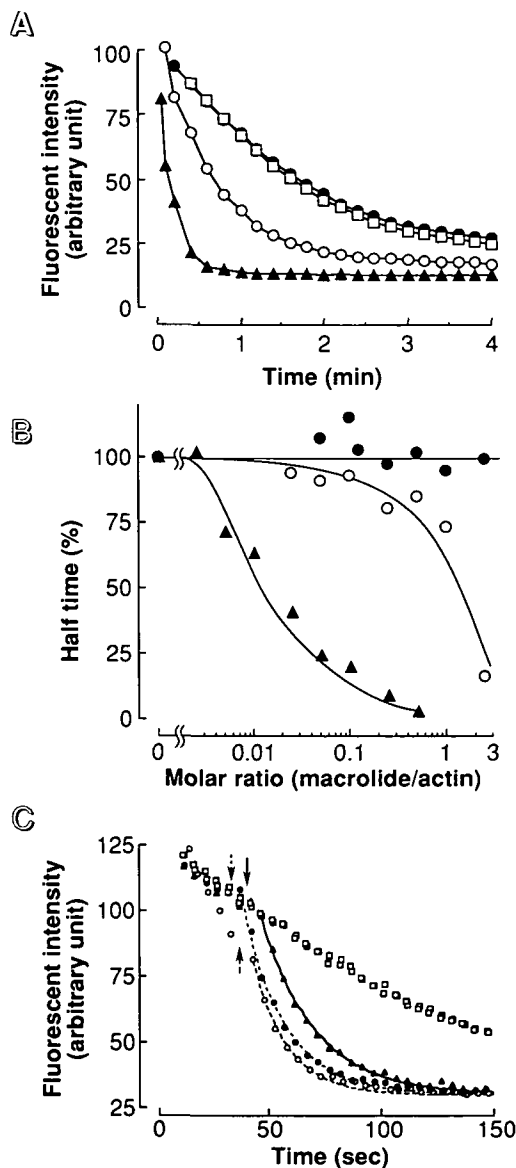 A
Fluorescent intensity
(arbitrary unit)
100
75
50
25
0
0 1 2 3 4
Time (min)
B
Half time (%)
100
75
50
25
0
0 0.01 0.1 1 3
Molar ratio (macrolide/actin)
C
Fluorescent intensity
(arbitrary unit)
125
100
75
50
25
0 50 100 150
Time (sec)